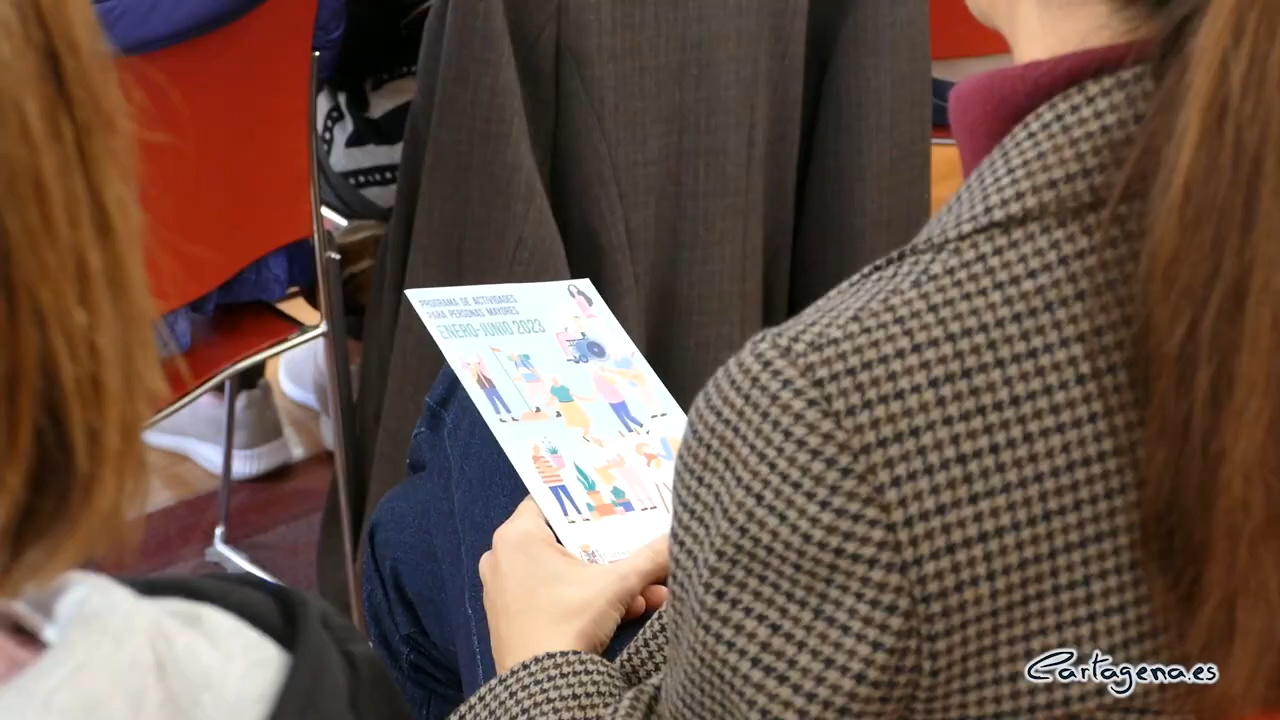 PROGRAMA DE ACTIVIDADES
PARA PERSONAS MAYORES
ENERO-JUNIO 2023
Cartagena.es